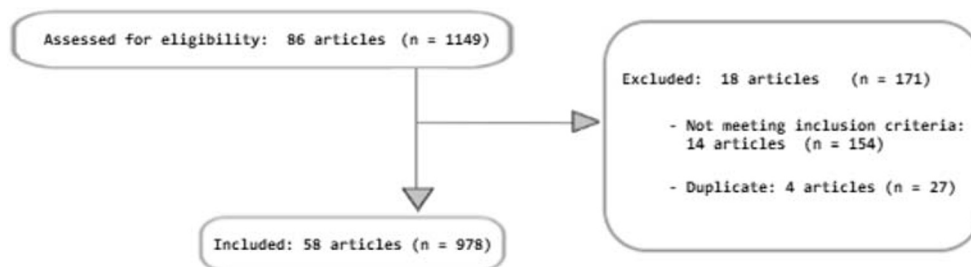 Assessed for eligibility: 86 articles (n = 1149)
Excluded: 18 articles (n = 171)
- Not meeting inclusion criteria:
14 articles (n = 154)
- Duplicate: 4 articles (n = 27)
Included: 58 articles (n = 978)